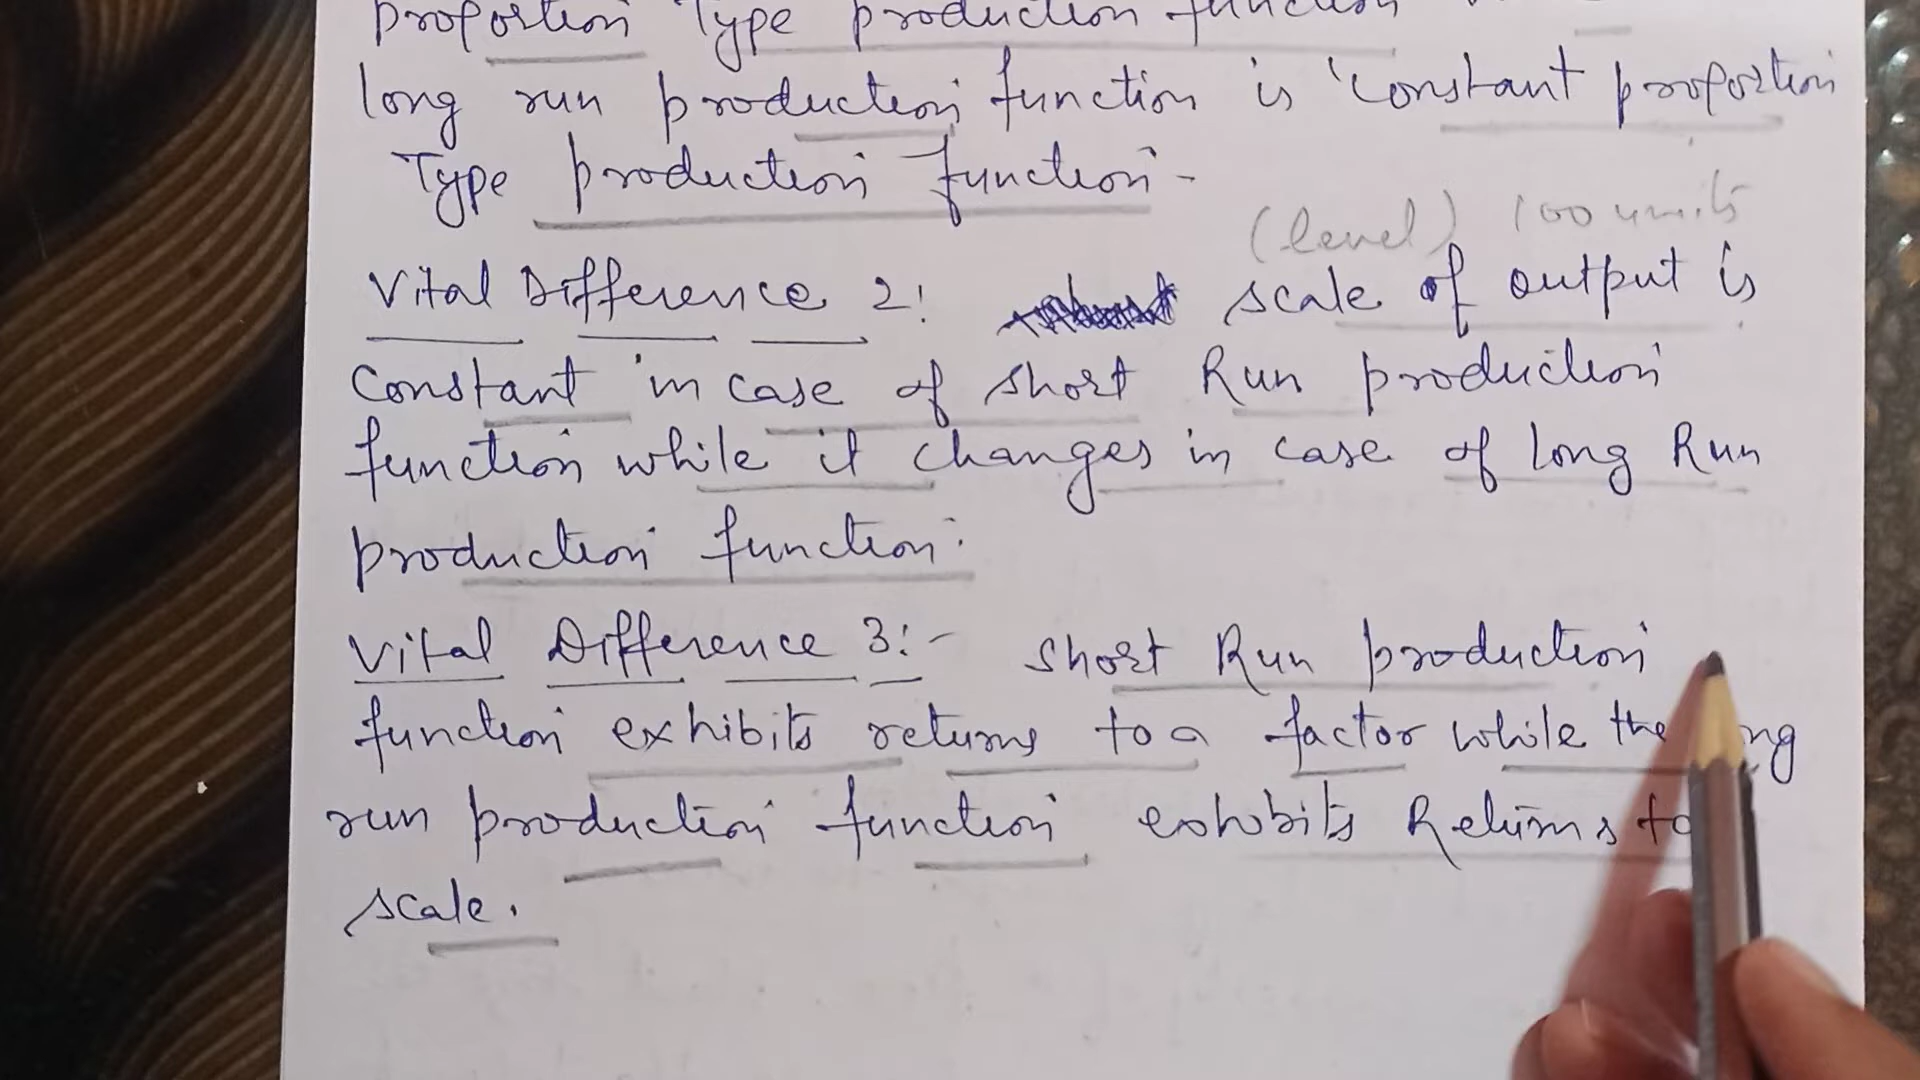 proportion Type production function
long run production function is 'constant proportion
Type production function-
(level) 100 units
Vital Difference 2! scale of output is
constant in case of short Run production
function while it changes in case of long Run
production function.
Vital Difference 3:- Short Run production
function exhibits returns to a factor while the
run production function exhibits Returns to
scale.